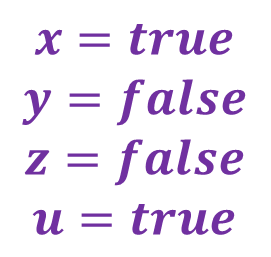 x = true
y = false
z = false
u = true